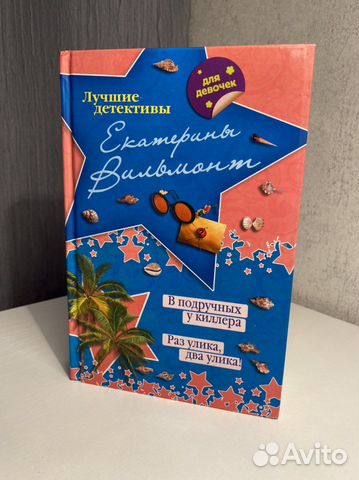 Лучшие
детективы
для
девочек
Екатерины
Вильмонт
В подручных
у киллера
Раз улика,
два улика!
Avito